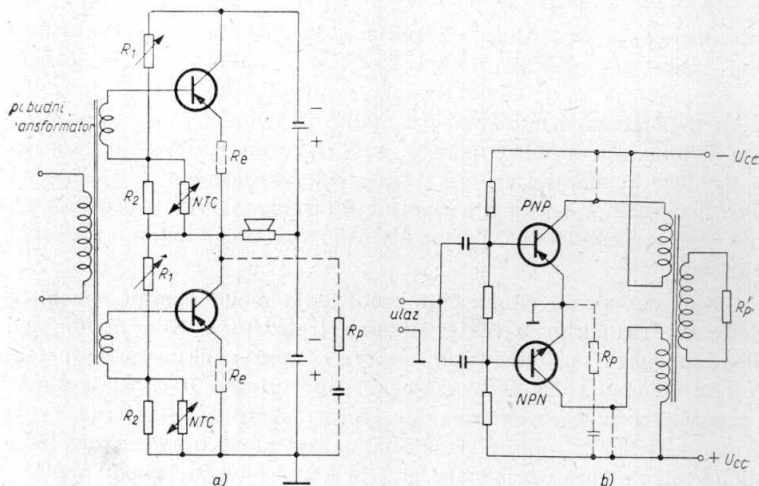 R1
pobudni
transformator
Re
R2
NTC
R1
Re
Rp
R2
NTC
a)
− Ucc
PNP
ulaz
Rp
Rp'
NPN
+ Ucc
b)